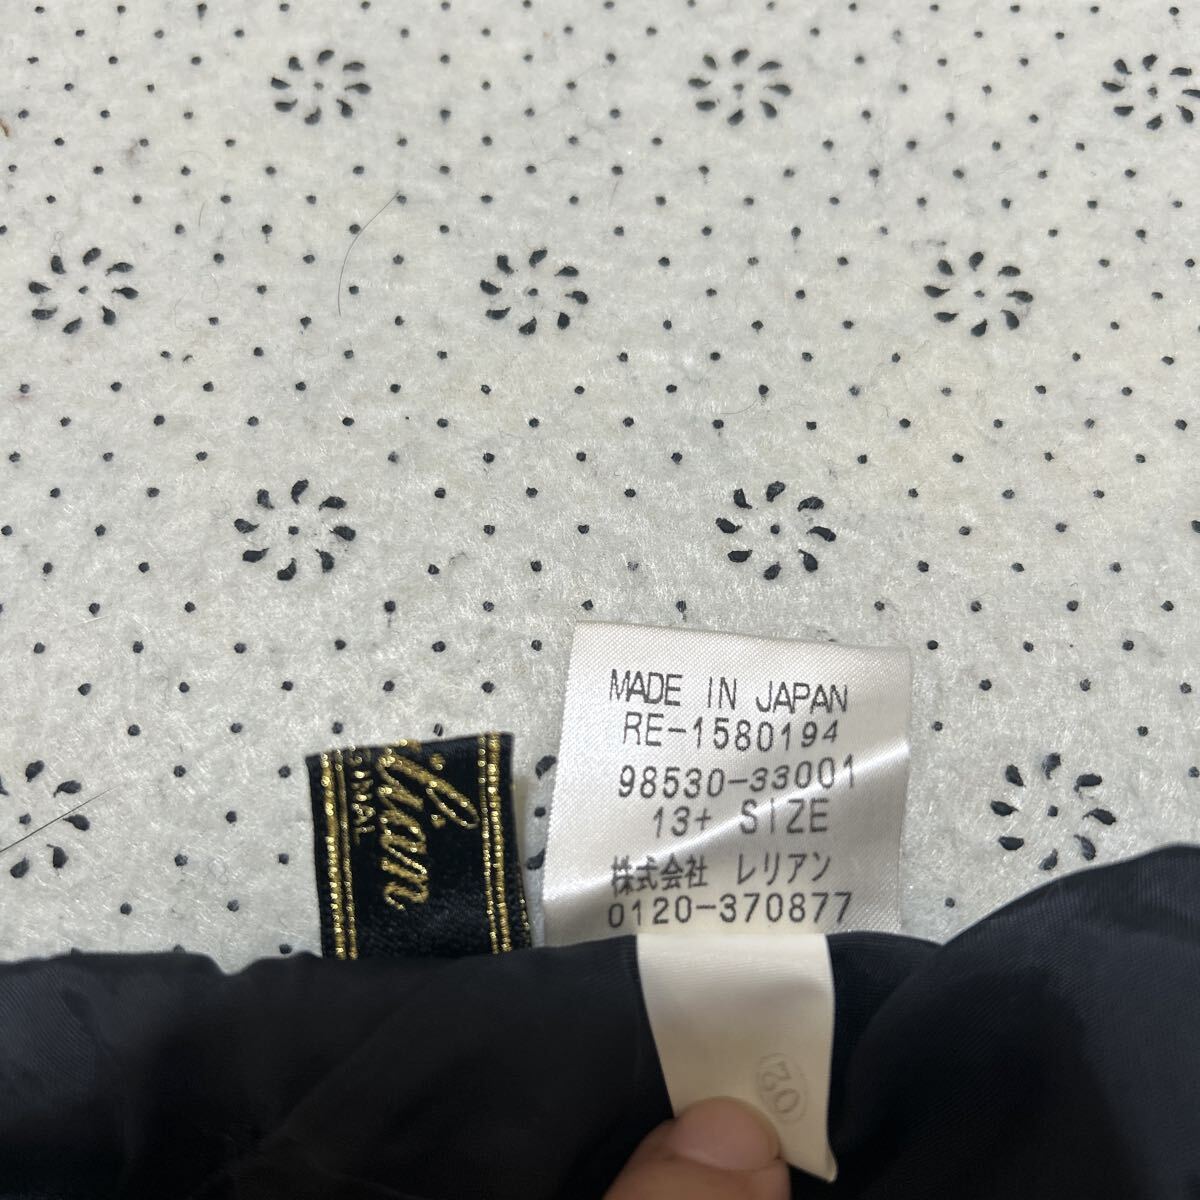 MADE IN JAPAN
RE-1580194
98530-33001
13+ SIZE
株式会社 レリアン
0120-370877
lian